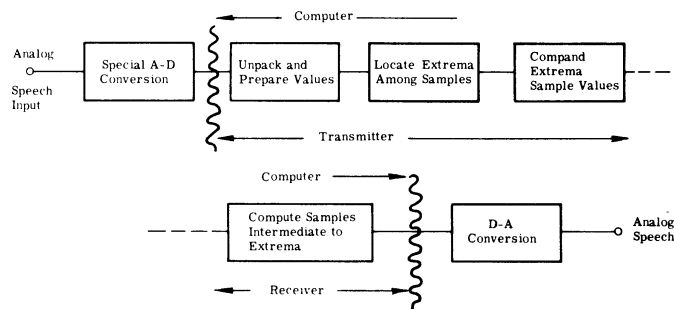 Computer
Analog
Speech
Input
Special A-D
Conversion
Unpack and
Prepare Values
Locate Extrema
Among Samples
Compand
Extrema
Sample Values
Transmitter
Computer
Compute Samples
Intermediate to
Extrema
D-A
Conversion
Analog
Speech
Receiver